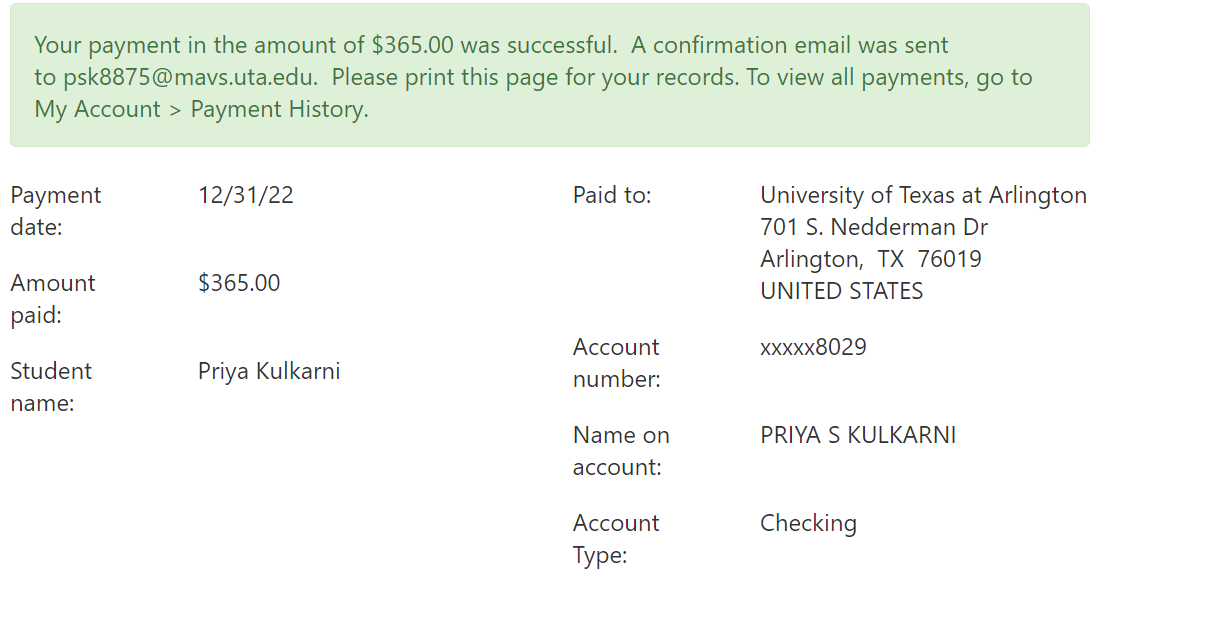 Your payment in the amount of $365.00 was successful.  A confirmation email was sent
to psk8875@mavs.uta.edu.  Please print this page for your records. To view all payments, go to
My Account > Payment History.
Payment
date:
12/31/22
Amount
paid:
$365.00
Student
name:
Priya Kulkarni
Paid to:
University of Texas at Arlington
701 S. Nedderman Dr
Arlington,  TX  76019
UNITED STATES
Account
number:
xxxxx8029
Name on
account:
PRIYA S KULKARNI
Account
Type:
Checking